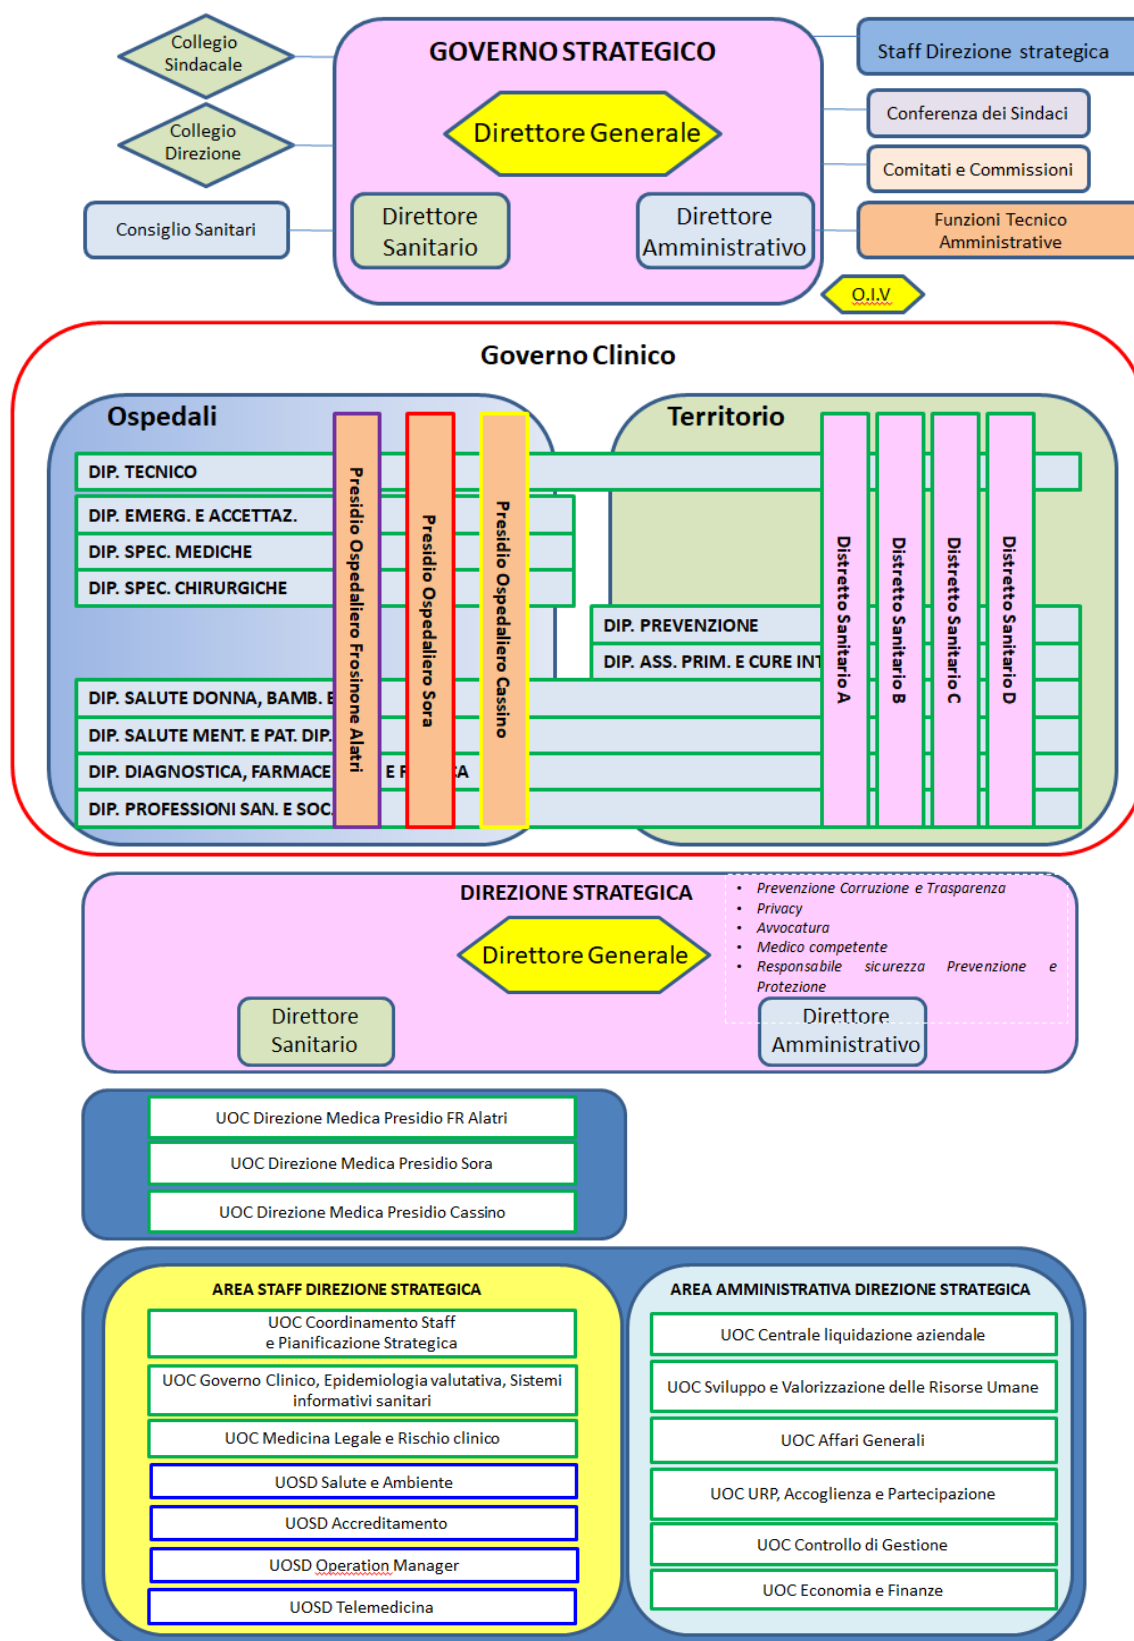 Collegio
Sindacale
GOVERNO STRATEGICO
Staff Direzione strategica
Direttore Generale
Conferenza dei Sindaci
Collegio
Direzione
Comitati e Commissioni
Consiglio Sanitari
Direttore
Sanitario
Direttore
Amministrativo
Funzioni Tecnico
Amministrative
O.I.V
Governo Clinico
Ospedali
Territorio
DIP. TECNICO
DIP. EMERG. E ACCETTAZ.
DIP. SPEC. MEDICHE
DIP. SPEC. CHIRURGICHE
DIP. PREVENZIONE
DIP. ASS. PRIM. E CURE INT
DIP. SALUTE DONNA, BAMB. E
DIP. SALUTE MENT. E PAT. DIP.
DIP. DIAGNOSTICA, FARMACE E F CA
DIP. PROFESSIONI SAN. E SOC.
Presidio Ospedaliero Frosinone Alatri
Presidio Ospedaliero Sora
Presidio Ospedaliero Cassino
Distretto Sanitario A
Distretto Sanitario B
Distretto Sanitario C
Distretto Sanitario D
DIREZIONE STRATEGICA
Direttore Generale
• Prevenzione Corruzione e Trasparenza
• Privacy
• Avvocatura
• Medico competente
• Responsabile sicurezza Prevenzione e
Protezione
Direttore
Sanitario
Direttore
Amministrativo
UOC Direzione Medica Presidio FR Alatri
UOC Direzione Medica Presidio Sora
UOC Direzione Medica Presidio Cassino
AREA STAFF DIREZIONE STRATEGICA
UOC Coordinamento Staff
e Pianificazione Strategica
UOC Governo Clinico, Epidemiologia valutativa, Sistemi
informativi sanitari
UOC Medicina Legale e Rischio clinico
UOSD Salute e Ambiente
UOSD Accreditamento
UOSD Operation Manager
UOSD Telemedicina
AREA AMMINISTRATIVA DIREZIONE STRATEGICA
UOC Centrale liquidazione aziendale
UOC Sviluppo e Valorizzazione delle Risorse Umane
UOC Affari Generali
UOC URP, Accoglienza e Partecipazione
UOC Controllo di Gestione
UOC Economia e Finanze